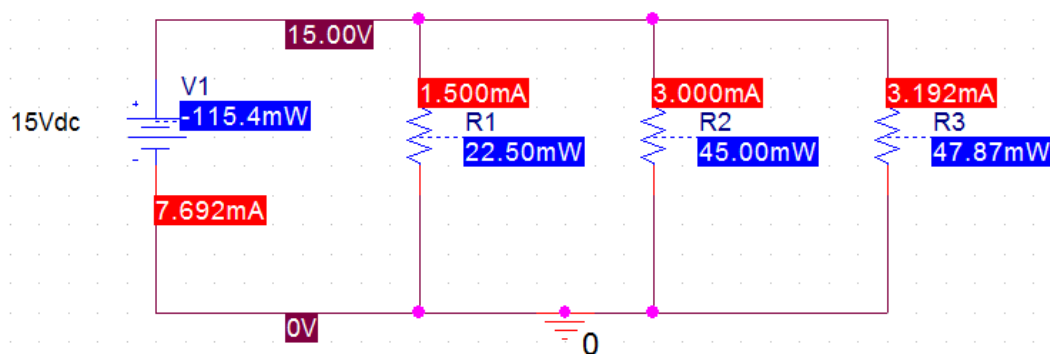 15.00V
1.500mA
3.000mA
3.192mA
V1
15Vdc
-115.4mW
R1
R2
R3
22.50mW
45.00mW
47.87mW
7.692mA
0V
0